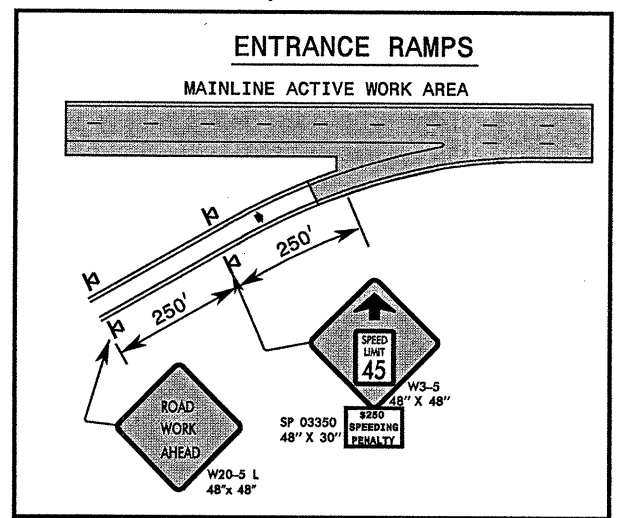 ENTRANCE RAMPS
MAINLINE ACTIVE WORK AREA
250'
250'
SPEED
LIMIT
45
W3-5
48" X 48"
SP 03350
48" X 30"
$250
SPEEDING
PENALTY
ROAD
WORK
AHEAD
W20-5 L
48"x 48"